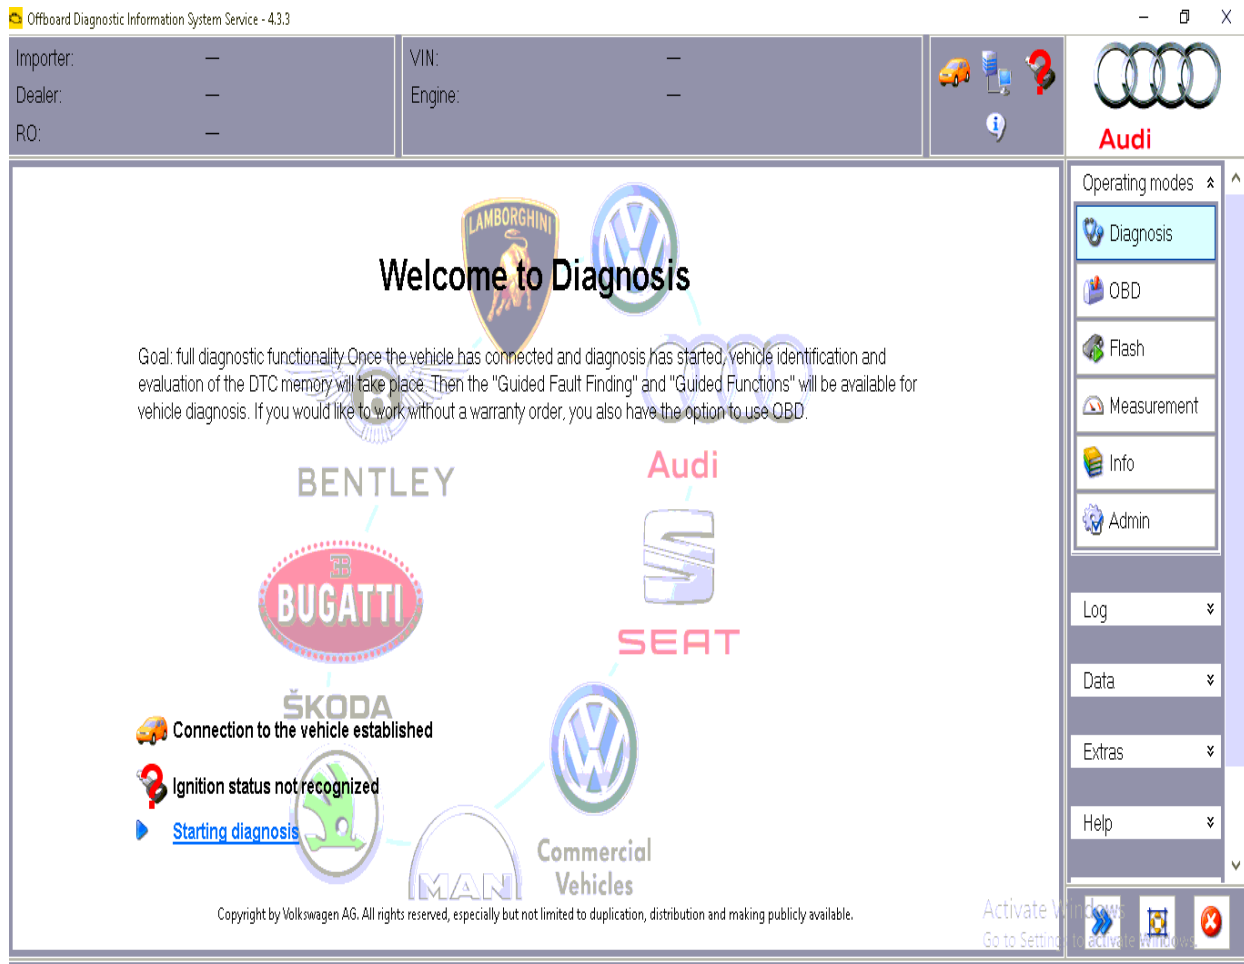 Offboard Diagnostic Information System Service - 4.3.3
Importer: —
Dealer: —
RO: —
VIN: —
Engine: —
Audi
Operating modes
Diagnosis
OBD
Flash
Measurement
Info
Admin
Log
Data
Extras
Help
LAMBORGHINI
Welcome to Diagnosis
Goal: full diagnostic functionality Once the vehicle has connected and diagnosis has started, vehicle identification and
evaluation of the DTC memory will take place. Then the "Guided Fault Finding" and "Guided Functions" will be available for
vehicle diagnosis. If you would like to work without a warranty order, you also have the option to use OBD.
B
BENTLEY
Audi
EB
BUGATTI
SEAT
ŠKODA
Connection to the vehicle established
Ignition status not recognized
Starting diagnosis
MAN
Commercial
Vehicles
Copyright by Volkswagen AG. All rights reserved, especially but not limited to duplication, distribution and making publicly available.
Activate Windows
Go to Settings to activate Windows.